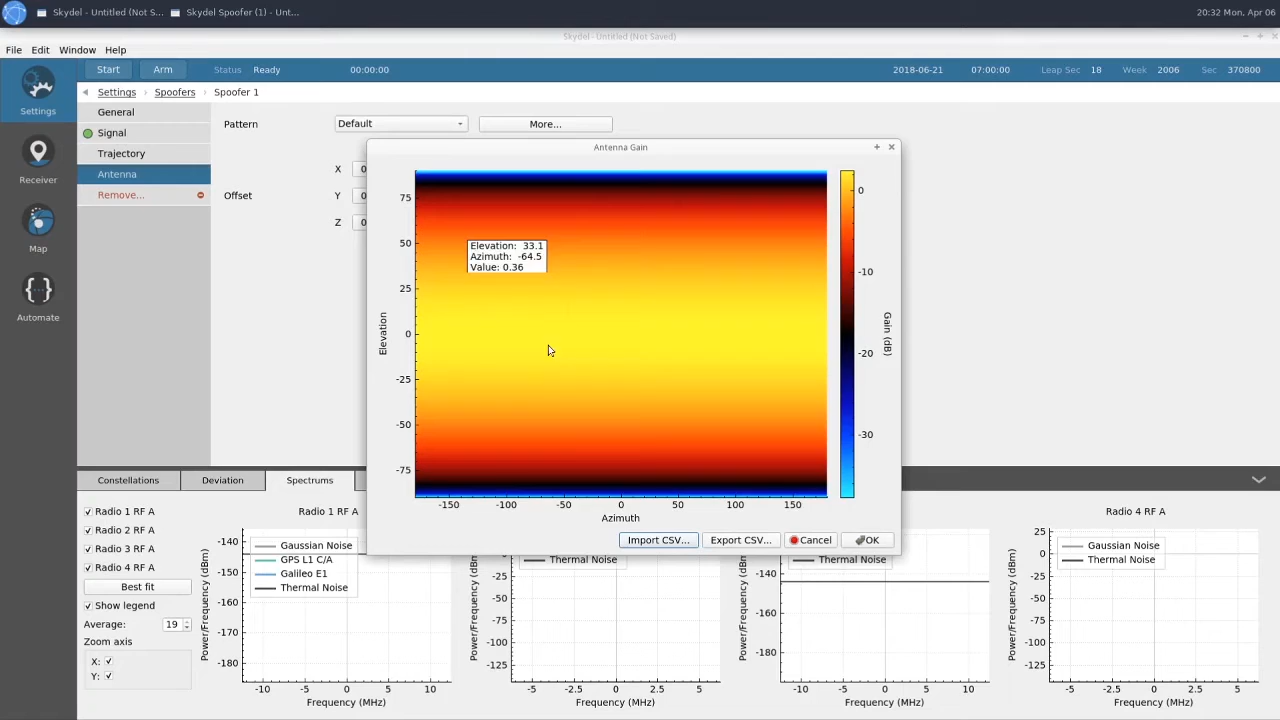 Skydel - Untitled (Not S... Skydel Spoofer (1) - Unt... 20:32 Mon, Apr 06
Skydel - Untitled (Not Saved)
File Edit Window Help
Start Arm Status Ready 00:00:00 2018-06-21 07:00:00 Leap Sec 18 Week 2006 Sec 370800
Settings
Receiver
Map
Automate
Settings Spoofers Spoofer 1
General
Signal
Trajectory
Antenna
Remove...
Pattern Default More...
X 0
Offset Y 0
Z 0
Antenna Gain
Elevation: 33.1
Azimuth: -64.5
Value: 0.36
Elevation
75
50
25
0
-25
-50
-75
-150 -100 -50 0 50 100 150
Azimuth
0
-10
-20
-30
Gain (dB)
Import CSV... Export CSV... Cancel OK
Constellations Deviation Spectrums
Radio 1 RF A
Radio 2 RF A
Radio 3 RF A
Radio 4 RF A
Best fit
Show legend
Average: 19
Zoom axis
X:
Y:
Radio 1 RF A
Power/Frequency (dBm)
-140
-150
-160
-170
-180
Gaussian Noise
GPS L1 C/A
Galileo E1
Thermal Noise
-10 -5 0 5 10
Frequency (MHz)
Power/Frequency (dBm)
0
-25
-50
-75
-100
-125
Thermal Noise
-5 -2.5 0 2.5 5
Frequency (MHz)
Power/Frequency (dBm)
-140
-160
-180
Thermal Noise
-10 -5 0 5 10
Frequency (MHz)
Radio 4 RF A
Power/Frequency (dBm)
25
0
-25
-50
-75
-100
-125
Gaussian Noise
Thermal Noise
-5 -2.5 0 2.5 5
Frequency (MHz)